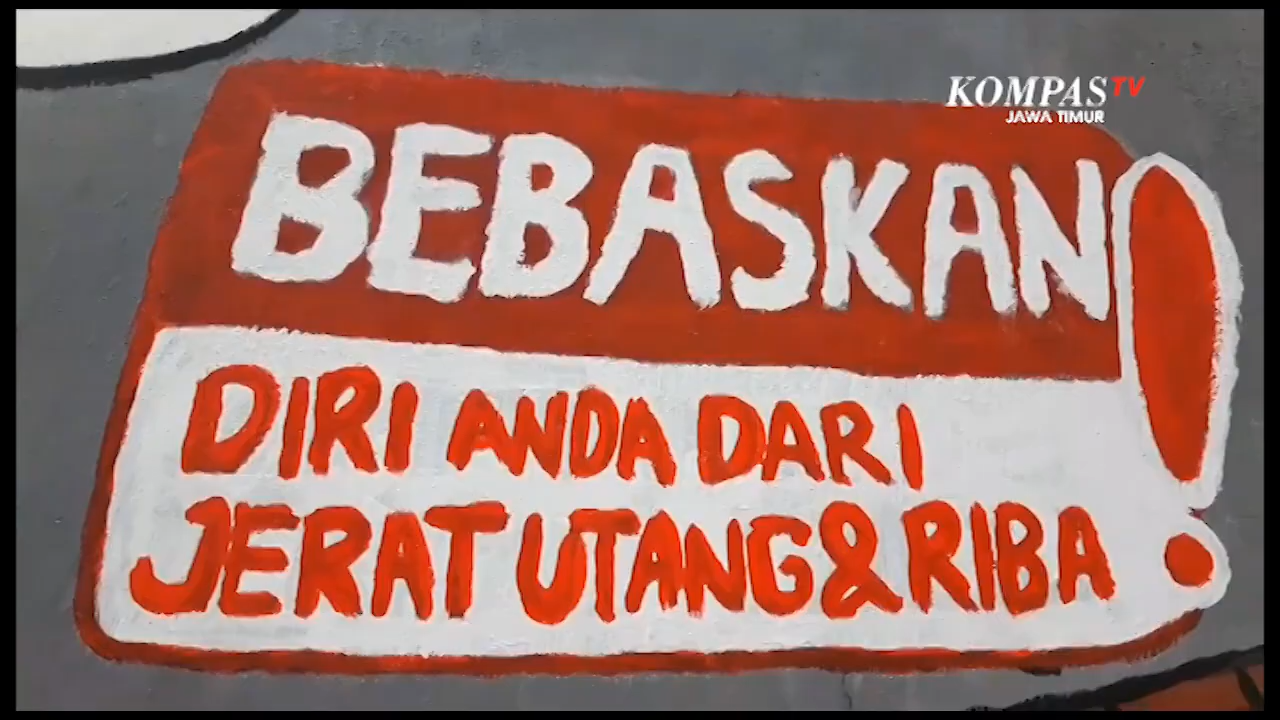 KOMPASTV
JAWA TIMUR
BEBASKAN!
DIRI ANDA DARI
JERAT UTANG & RIBA